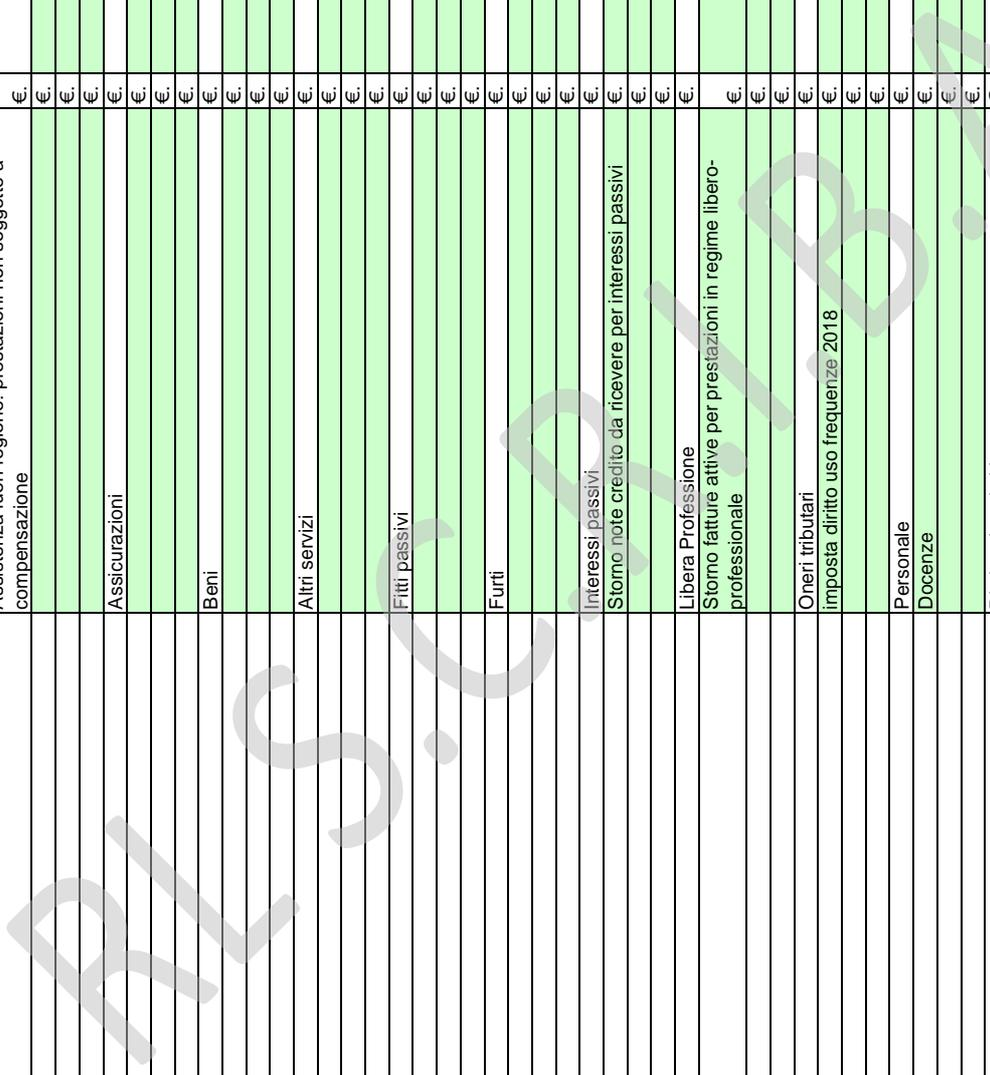 compensazione €.
€.
€.
€.
Assicurazioni €.
€.
€.
€.
Beni €.
€.
€.
€.
Altri servizi €.
€.
€.
€.
Fitti passivi €.
€.
€.
€.
Furti €.
€.
€.
€.
Interessi passivi €.
Storno note credito da ricevere per interessi passivi €.
€.
€.
Libera Professione €.
Storno fatture attive per prestazioni in regime libero-
professionale €.
€.
€.
Oneri tributari €.
imposta diritto uso frequenze 2018 €.
€.
€.
Personale €.
Docenze €.
€.
€.
RL S.C.R.I.B.A